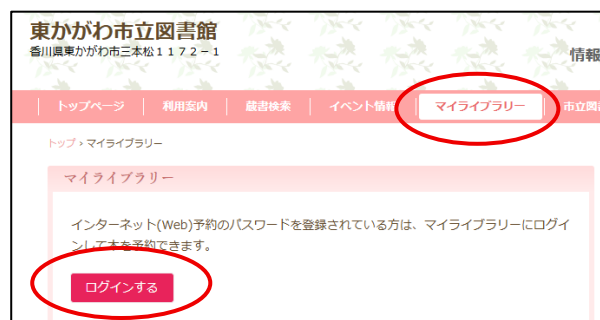 東かがわ市立図書館
香川県東かがわ市三本松１１７２－１
情報
トップページ 利用案内 蔵書検索 イベント情報 マイライブラリー 市立図
トップ › マイライブラリー
マイライブラリー
インターネット(Web)予約のパスワードを登録されている方は、マイライブラリーにログイ
ンして本を予約できます。
ログインする